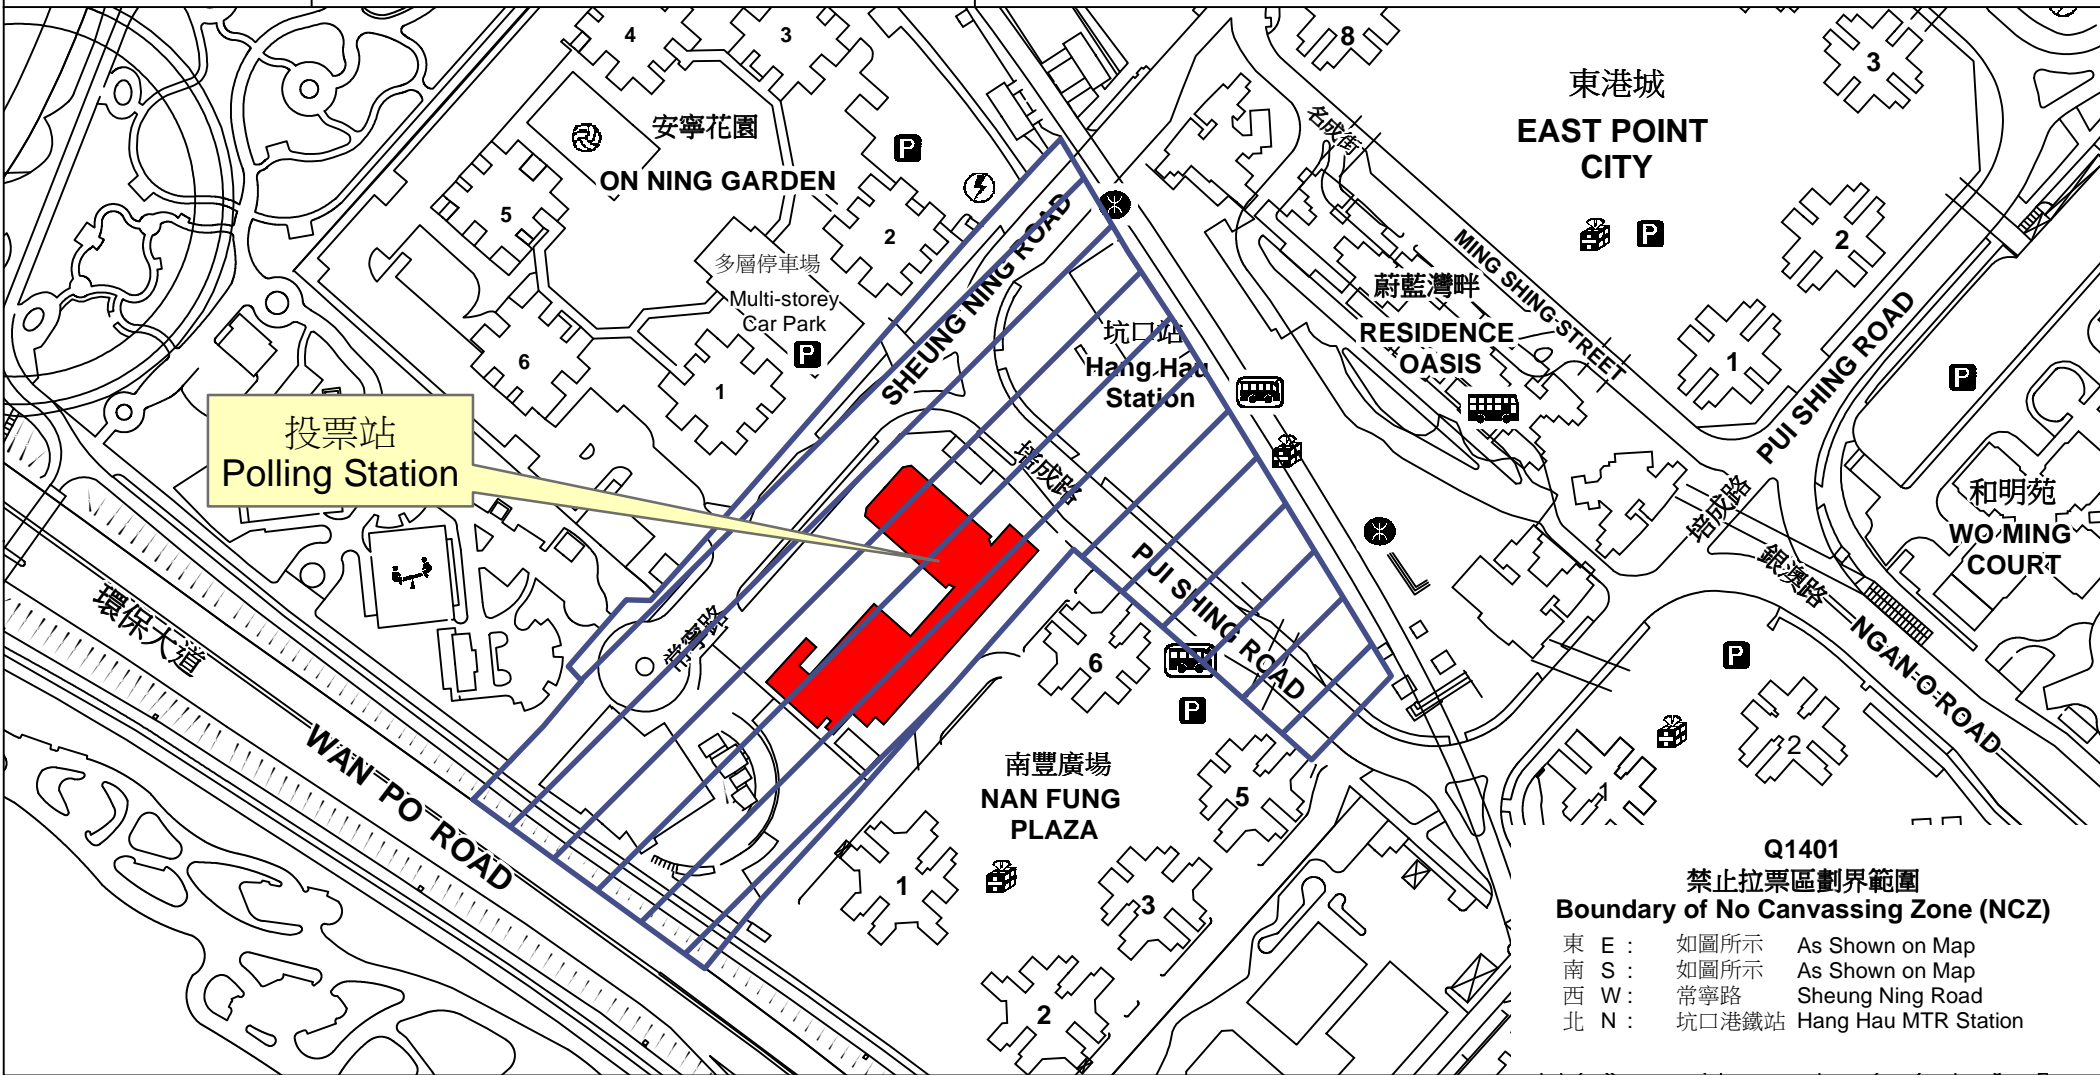 4
3
8
3
安寧花園
ON NING GARDEN
P
5
2
多層停車場
Multi-storey
Car Park
P
6
1
SHEUNG NING ROAD
東港城
EAST POINT
CITY
P
名成街
MING SHING STREET
2
1
PUI SHING ROAD
P
坑口站
Hang Hau
Station
蔚藍灣畔
RESIDENCE
OASIS
投票站
Polling Station
培成路
PUI SHING ROAD
培成路
銀澳路
NGAN O ROAD
和明苑
WO MING
COURT
環保大道
WAN PO ROAD
常寧路
6
P
5
南豐廣場
NAN FUNG
PLAZA
1
3
2
P
1
2
Q1401
禁止拉票區劃界範圍
Boundary of No Canvassing Zone (NCZ)
東 E : 如圖所示 As Shown on Map
南 S : 如圖所示 As Shown on Map
西 W : 常寧路 Sheung Ning Road
北 N : 坑口港鐵站 Hang Hau MTR Station